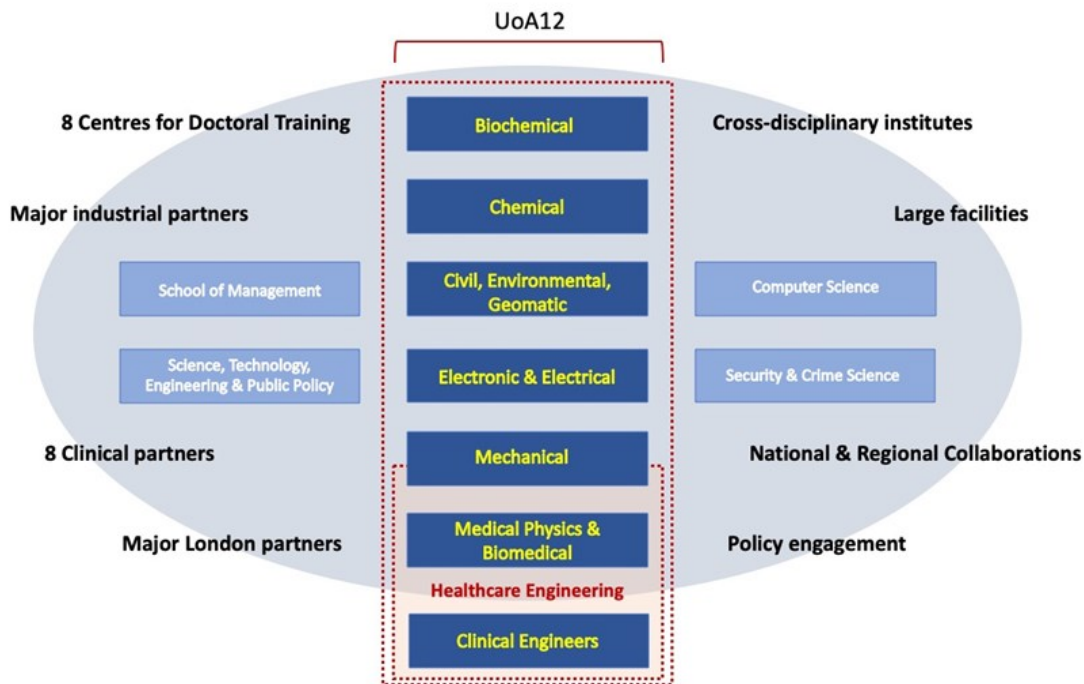 UoA12
8 Centres for Doctoral Training
Biochemical
Cross-disciplinary institutes
Major industrial partners
Chemical
Large facilities
School of Management
Civil, Environmental,
Geomatic
Computer Science
Science, Technology,
Engineering & Public Policy
Electronic & Electrical
Security & Crime Science
8 Clinical partners
Mechanical
National & Regional Collaborations
Major London partners
Medical Physics &
Biomedical
Policy engagement
Healthcare Engineering
Clinical Engineers